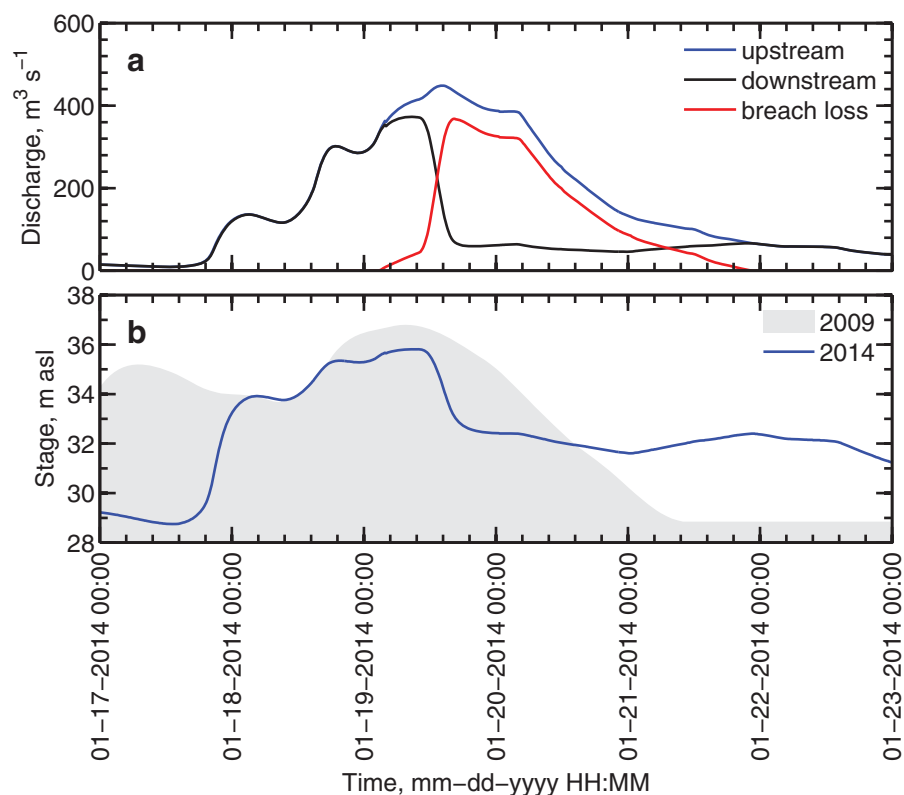 600
400
200
0
Discharge, m³ s⁻¹
a
upstream
downstream
breach loss
38
36
34
32
30
28
Stage, m asl
b
2009
2014
01−17−2014 00:00
01−18−2014 00:00
01−19−2014 00:00
01−20−2014 00:00
01−21−2014 00:00
01−22−2014 00:00
01−23−2014 00:00
Time, mm−dd−yyyy HH:MM